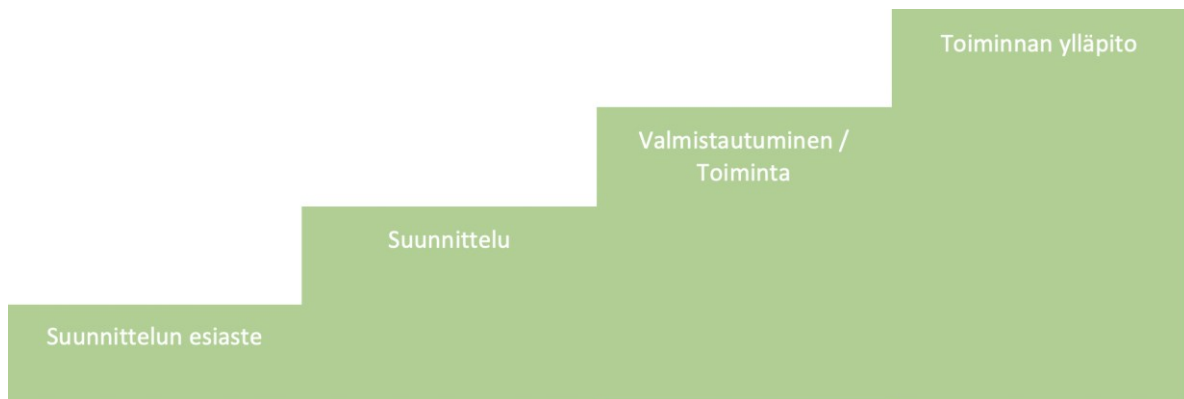 Toiminnan ylläpito
Valmistautuminen /
Toiminta
Suunnittelu
Suunnittelun esiaste